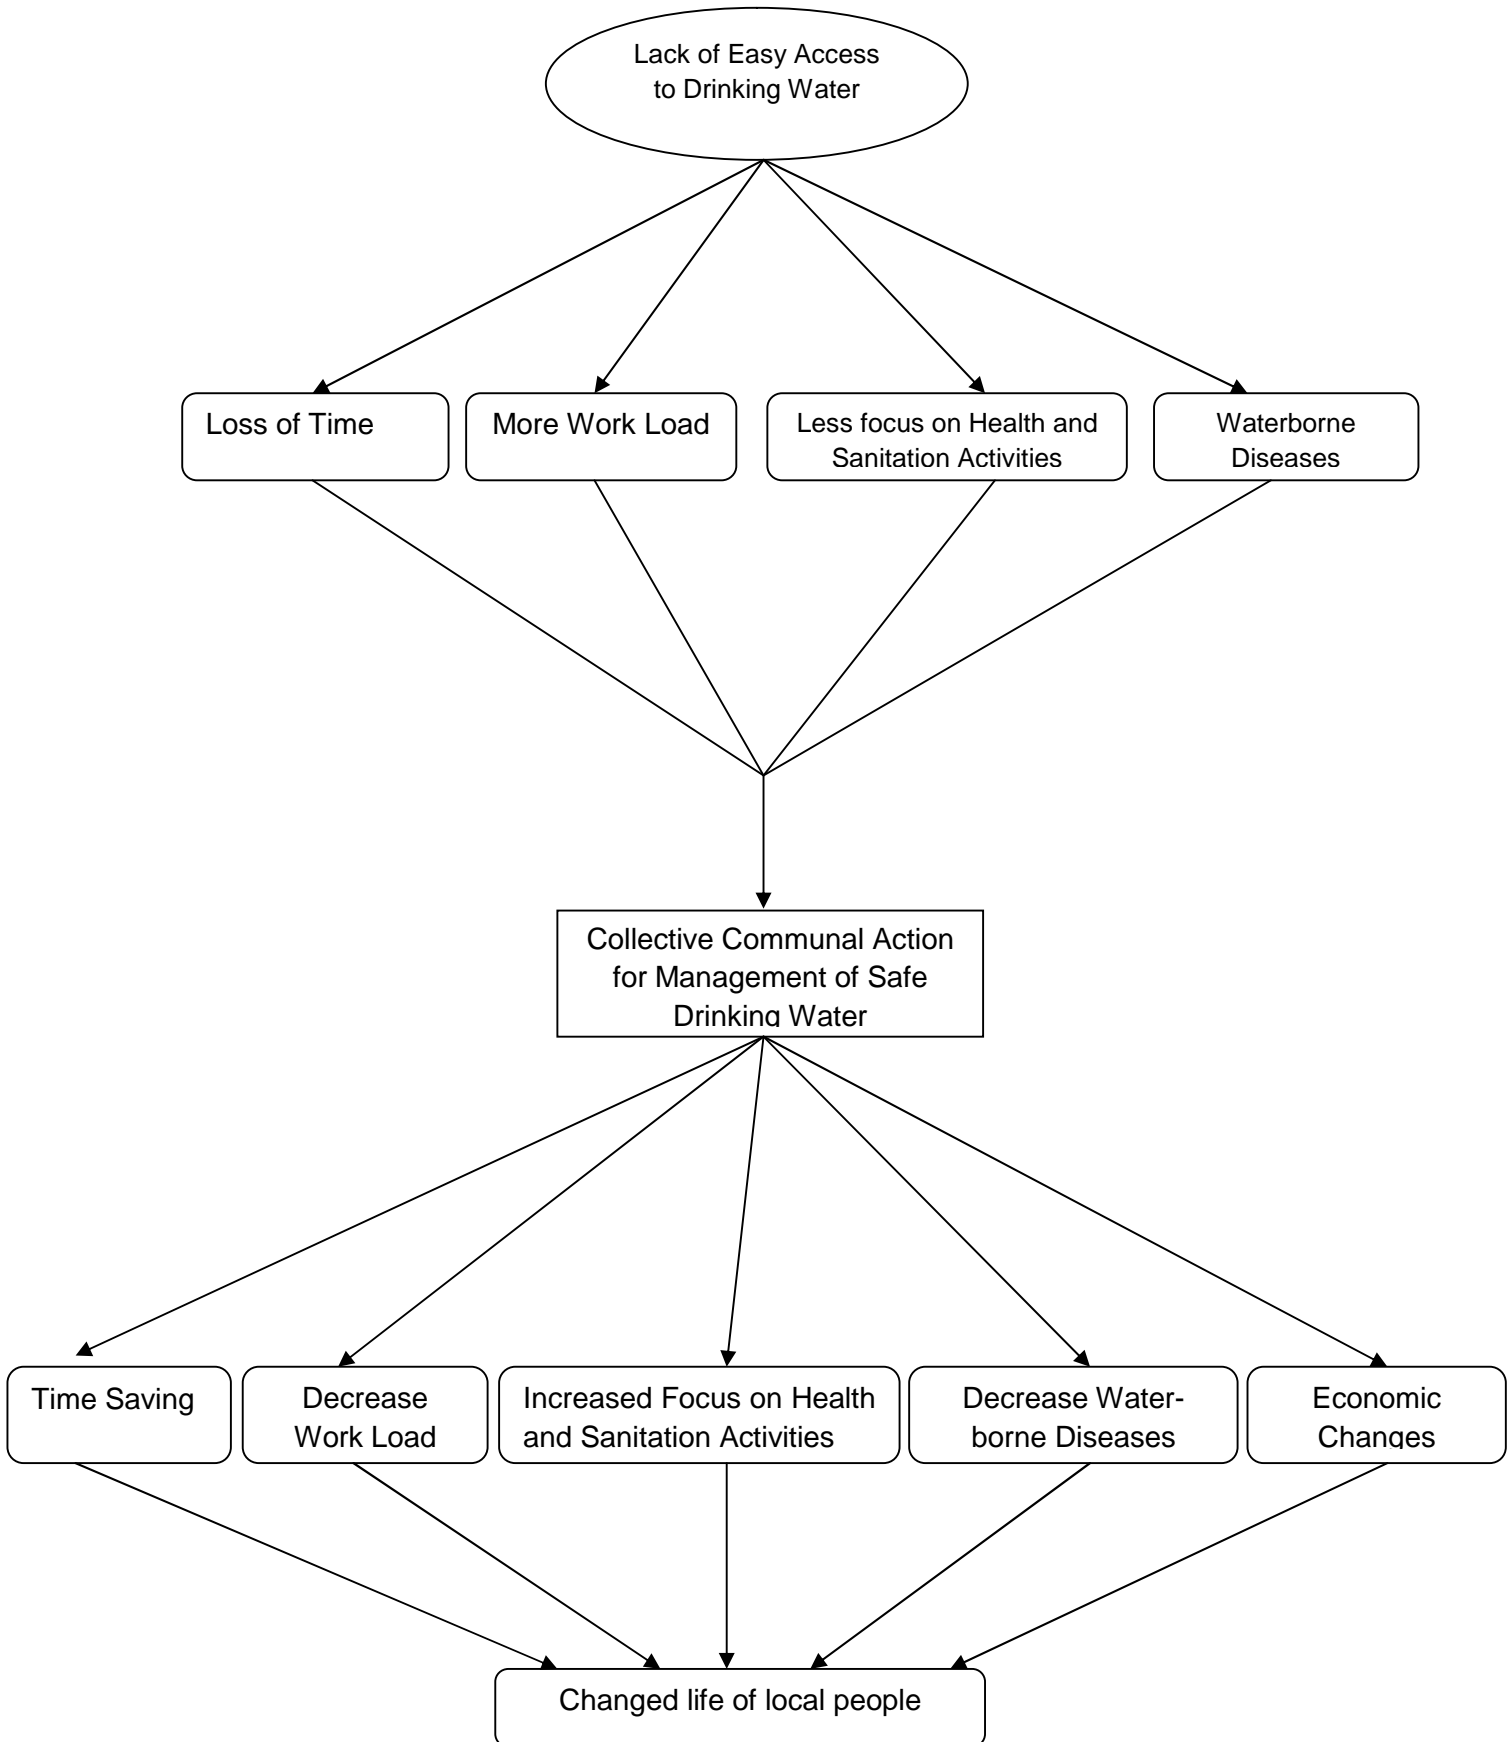 Lack of Easy Access
to Drinking Water
Loss of Time
More Work Load
Less focus on Health and
Sanitation Activities
Waterborne
Diseases
Collective Communal Action
for Management of Safe
Drinking Water
Time Saving
Decrease
Work Load
Increased Focus on Health
and Sanitation Activities
Decrease Water-
borne Diseases
Economic
Changes
Changed life of local people